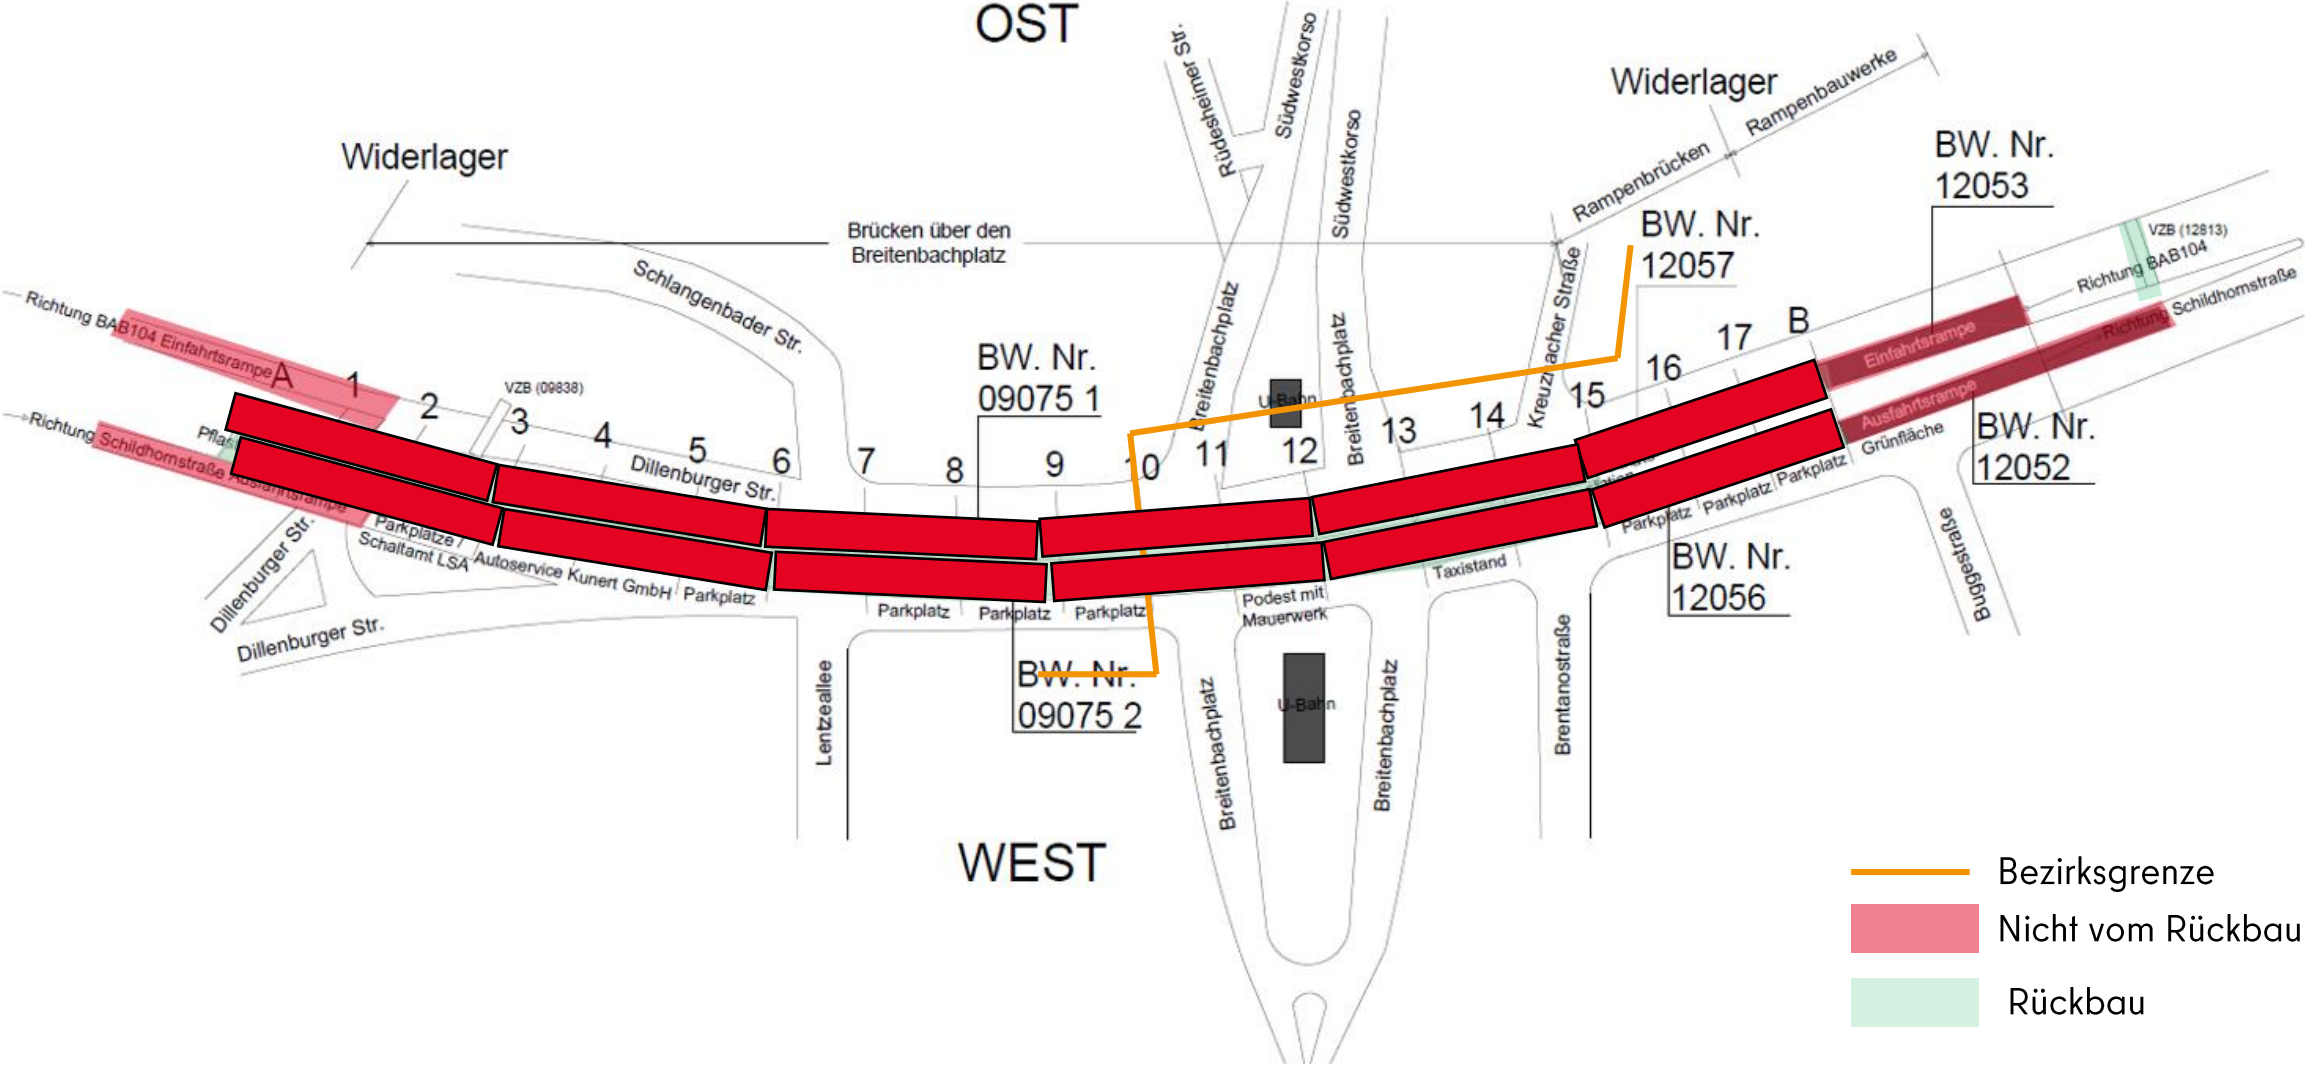 OST
Rüdesheimer Str.
Südwestkorso
Südwestkorso
Widerlager
Rampenbauwerke
Rampenbrücken
Widerlager
BW. Nr.
12053
BW. Nr.
12057
VZB (12813)
Richtung BAB104
Richtung Schildhornstraße
Brücken über den
Breitenbachplatz
Schlangenbader Str.
Breitenbachplatz
Breitenbachplatz
Kreuznacher Straße
Richtung BAB104 Einfahrtsrampe
A
1
2
3
4
5
6
7
8
9
10
11
12
13
14
15
16
17
B
VZB (09838)
BW. Nr.
09075 1
U-Bahn
Einfahrtsrampe
Ausfahrtsrampe
Grünfläche
BW. Nr.
12052
Richtung Schildhornstraße Ausfahrtsrampe
Dillenburger Str.
Parkplätze /
Schaltamt LSA
Autoservice Kunert GmbH
Parkplatz
Parkplatz
Parkplatz
Parkplatz
Podest mit
Mauerwerk
Taxistand
Parkplatz
Parkplatz
Parkplatz
BW. Nr.
12056
Buggestraße
Dillenburger Str.
Dillenburger Str.
Lentzeallee
BW. Nr.
09075 2
Breitenbachplatz
U-Bahn
Breitenbachplatz
Brentanostraße
WEST
Bezirksgrenze
Nicht vom Rückbau
Rückbau